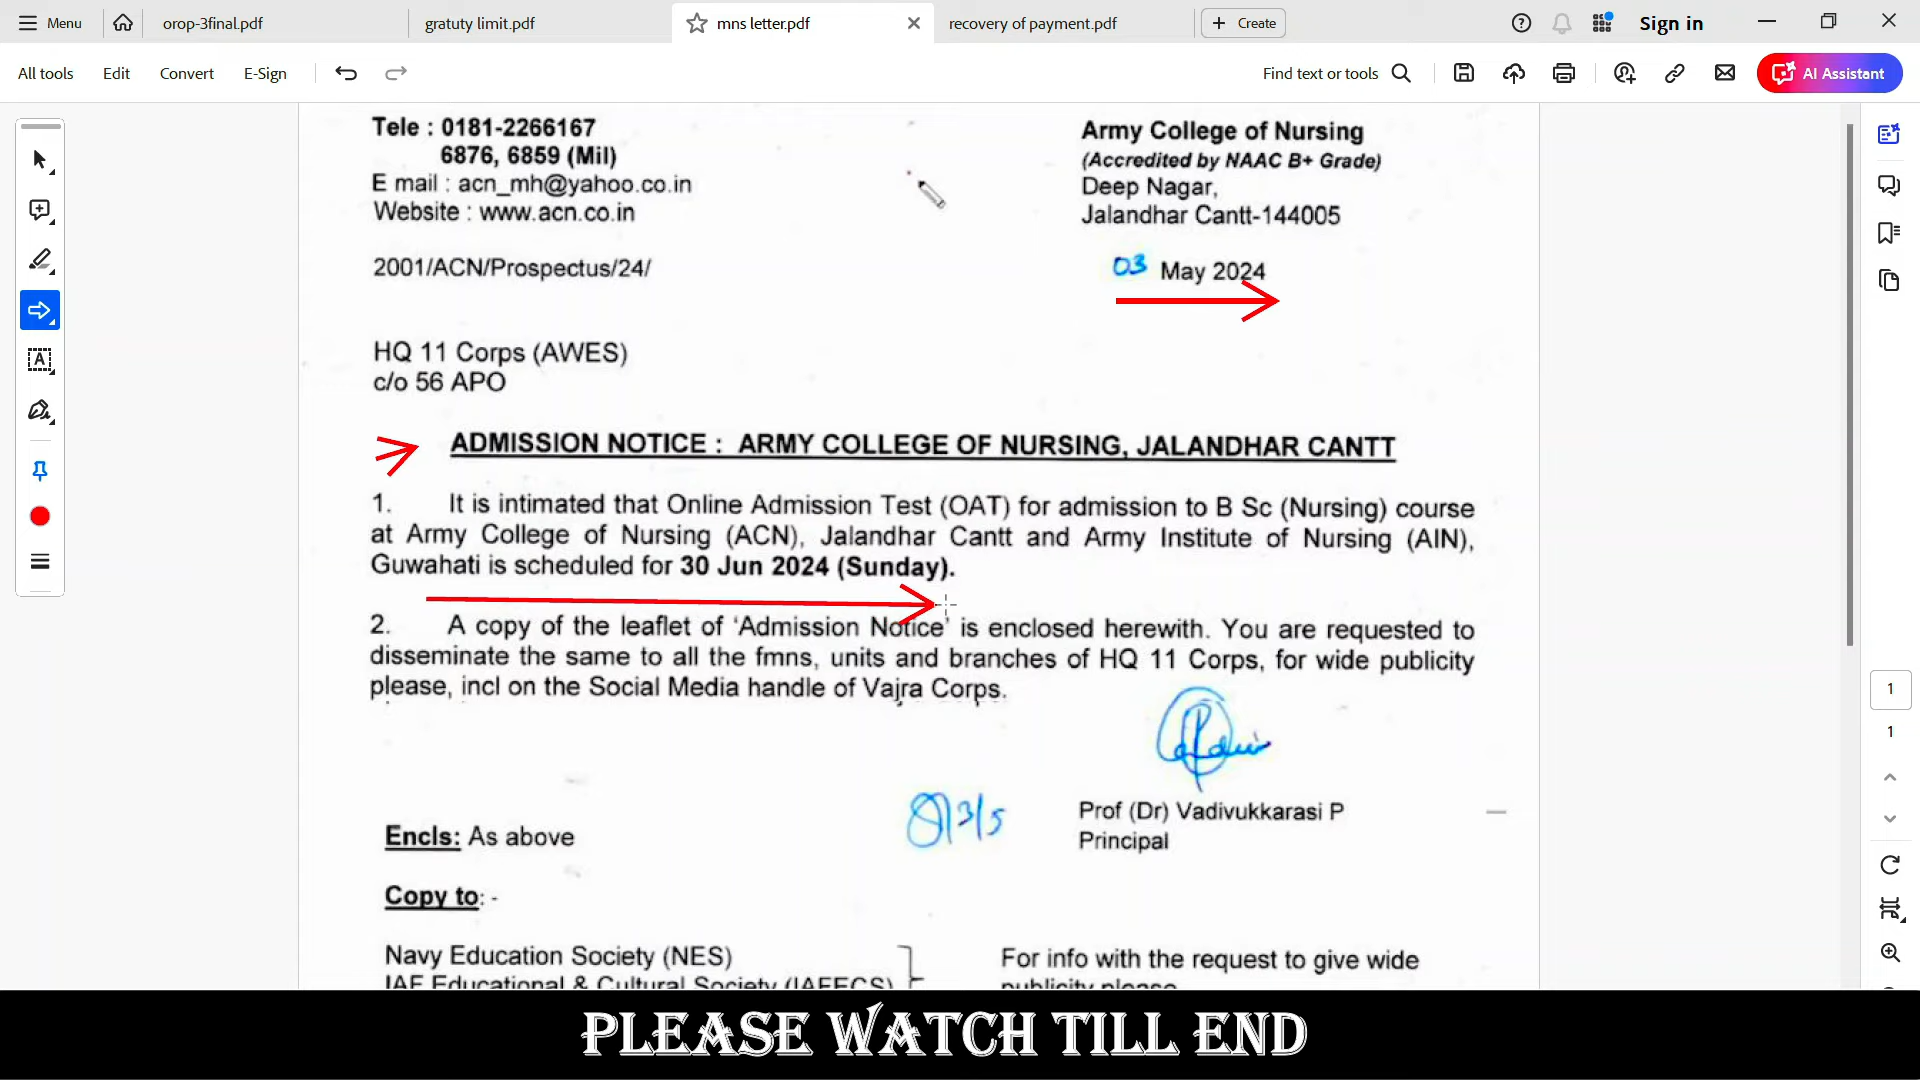 Menu
orop-3final.pdf
gratuty limit.pdf
mns letter.pdf
recovery of payment.pdf
Create
Sign in
All tools
Edit
Convert
E-Sign
Find text or tools
AI Assistant
Tele : 0181-2266167
6876, 6859 (Mil)
E mail : acn_mh@yahoo.co.in
Website : www.acn.co.in
Army College of Nursing
(Accredited by NAAC B+ Grade)
Deep Nagar,
Jalandhar Cantt-144005
2001/ACN/Prospectus/24/
03 May 2024
HQ 11 Corps (AWES)
c/o 56 APO
ADMISSION NOTICE : ARMY COLLEGE OF NURSING, JALANDHAR CANTT
1. It is intimated that Online Admission Test (OAT) for admission to B Sc (Nursing) course
at Army College of Nursing (ACN), Jalandhar Cantt and Army Institute of Nursing (AIN),
Guwahati is scheduled for 30 Jun 2024 (Sunday).
2. A copy of the leaflet of ‘Admission Notice’ is enclosed herewith. You are requested to
disseminate the same to all the fmns, units and branches of HQ 11 Corps, for wide publicity
please, incl on the Social Media handle of Vajra Corps.
3/5
Prof (Dr) Vadivukkarasi P
Principal
Encls: As above
Copy to: -
Navy Education Society (NES)
IAF Educational & Cultural Society (IAFECS)
For info with the request to give wide
publicity please
1
1
PLEASE WATCH TILL END